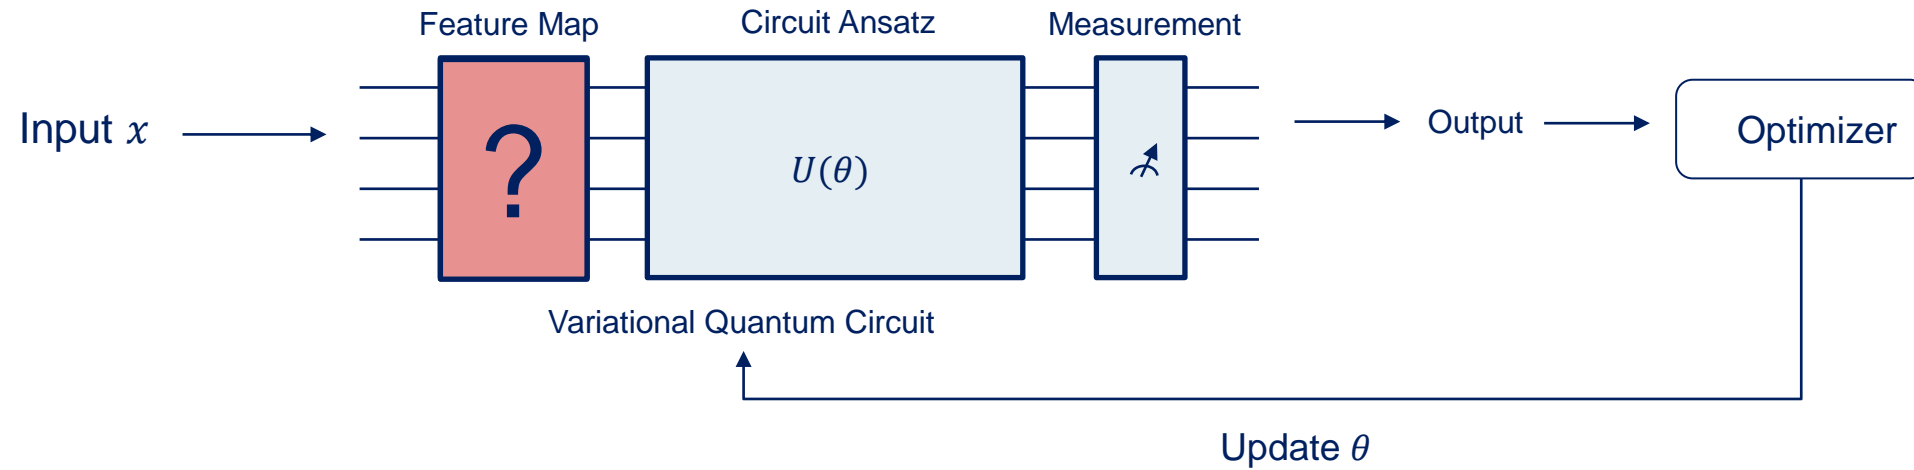 Feature Map
Circuit Ansatz
Measurement
Input 𝑥
?
𝑈(𝜃)
Output
Optimizer
Variational Quantum Circuit
Update 𝜃